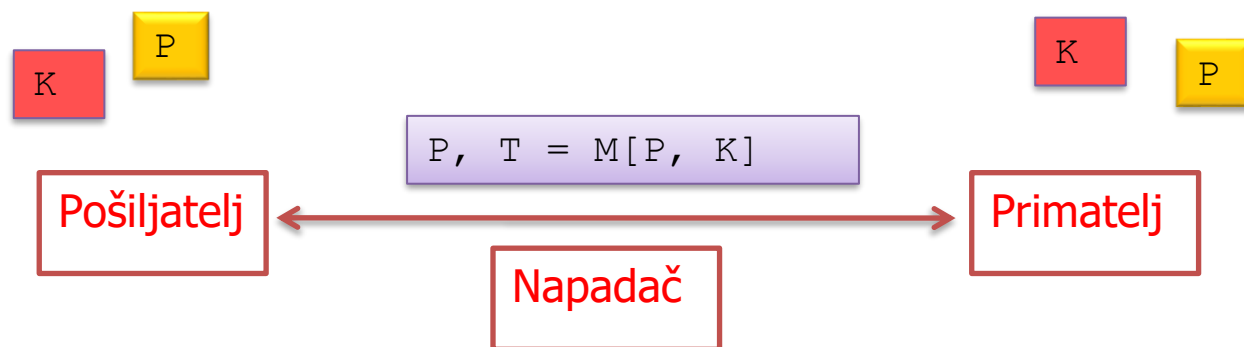 P
K
K
P
P, T = M[P, K]
Pošiljatelj
Primatelj
Napadač